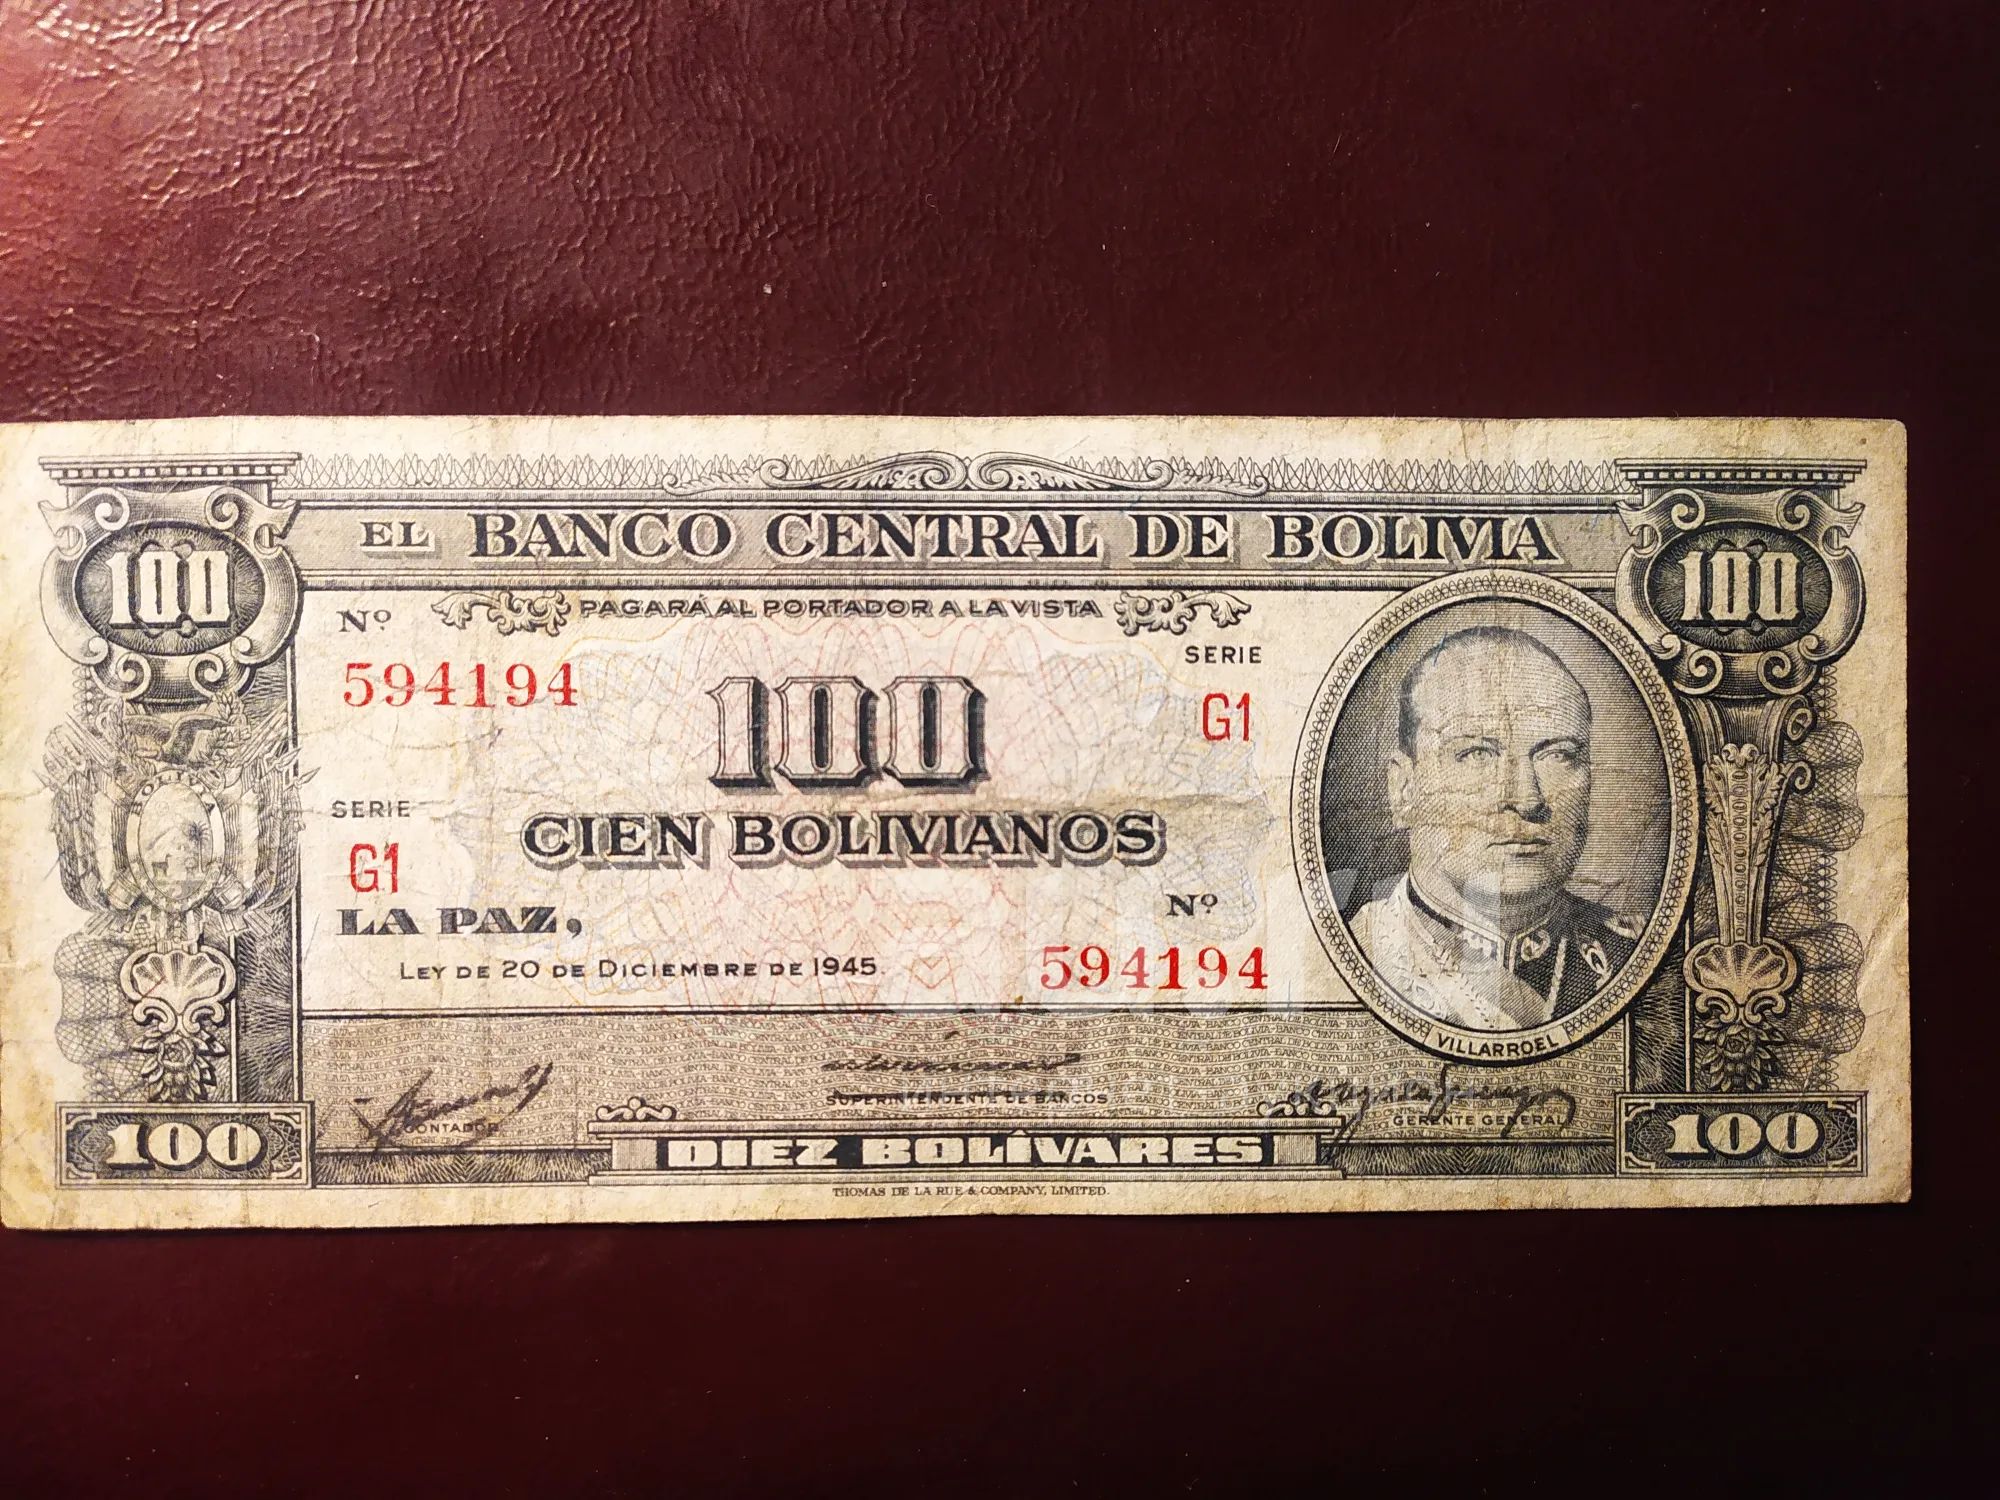 100
EL BANCO CENTRAL DE BOLIVIA
100
Nº
PAGARÁ AL PORTADOR A LA VISTA
594194
100
SERIE
G1
CIEN BOLIVIANOS
SERIE
G1
BOLIVIA
LA PAZ,
Nº
LEY DE 20 DE DICIEMBRE DE 1945.
594194
VILLARROEL
CONTADOR
SUPERINTENDENTE DE BANCOS
GERENTE GENERAL
100
DIEZ BOLÍVARES
100
THOMAS DE LA RUE & COMPANY, LIMITED.